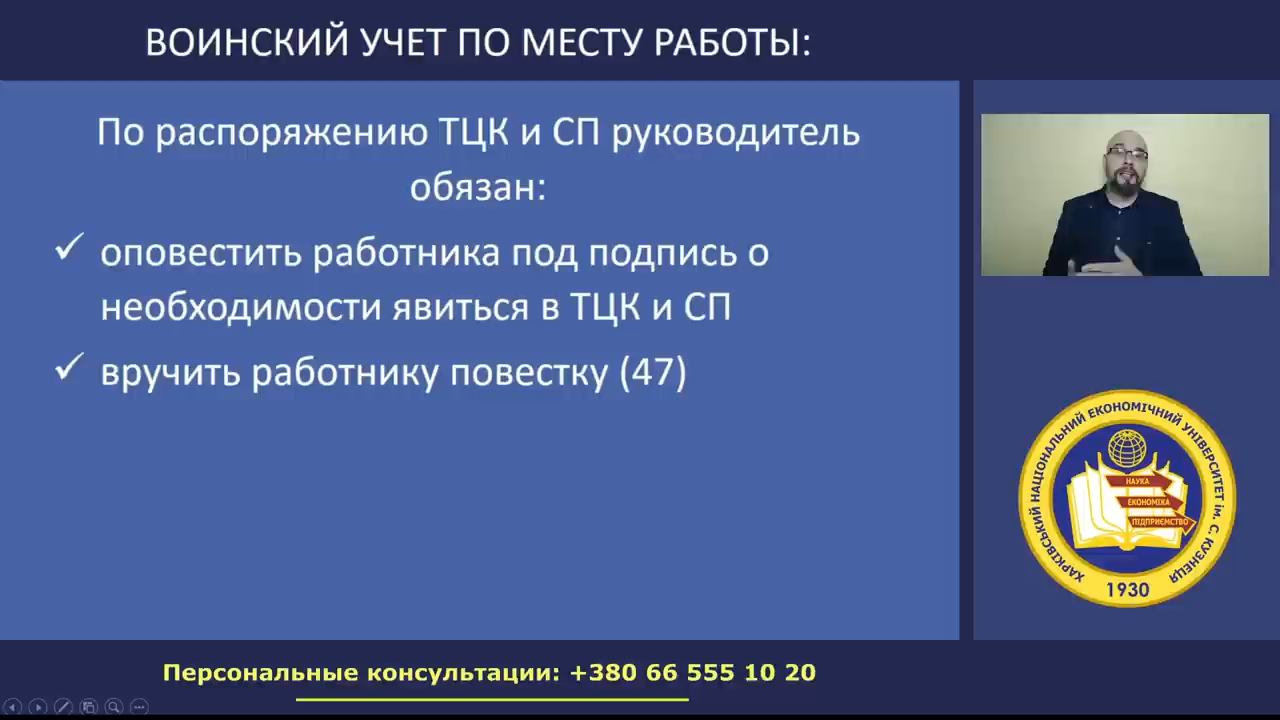 ВОИНСКИЙ УЧЕТ ПО МЕСТУ РАБОТЫ:
По распоряжению ТЦК и СП руководитель
обязан:
✓ оповестить работника под подпись о
необходимости явиться в ТЦК и СП
✓ вручить работнику повестку (47)
ХАРКІВСЬКИЙ НАЦІОНАЛЬНИЙ ЕКОНОМІЧНИЙ УНІВЕРСИТЕТ ім. С. КУЗНЕЦЯ
НАУКА
ЕКОНОМІКА
ПІДПРИЄМСТВО
1930
Персональные консультации: +380 66 555 10 20